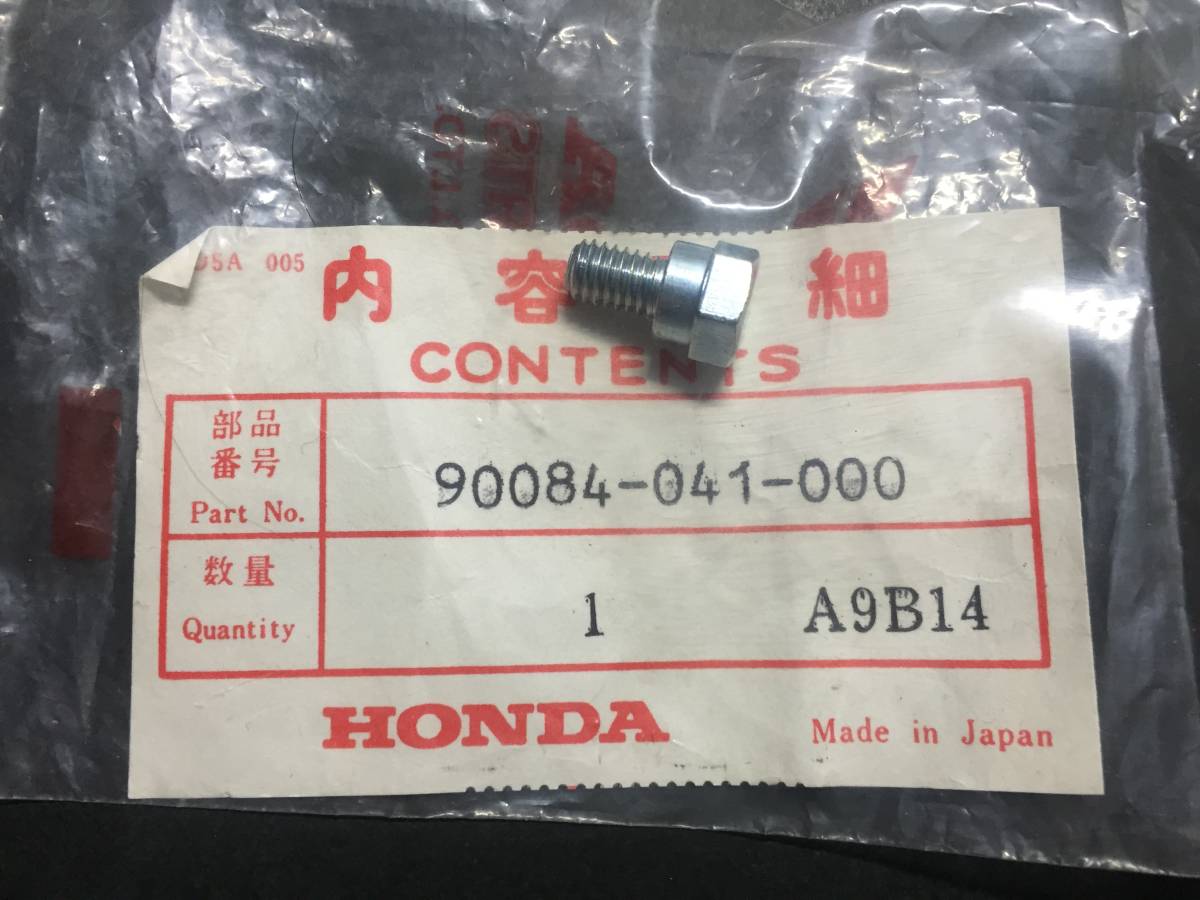 05A 005
内容 細
CONTENTS
部品
番号
Part No.
90084-041-000
数量
Quantity
1 A9B14
HONDA
Made in Japan